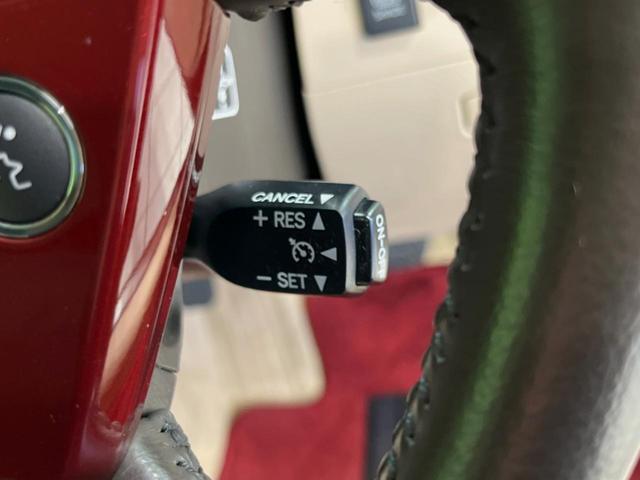 CANCEL ▼
+ RES ▲
◀
− SET ▼
ON-OFF